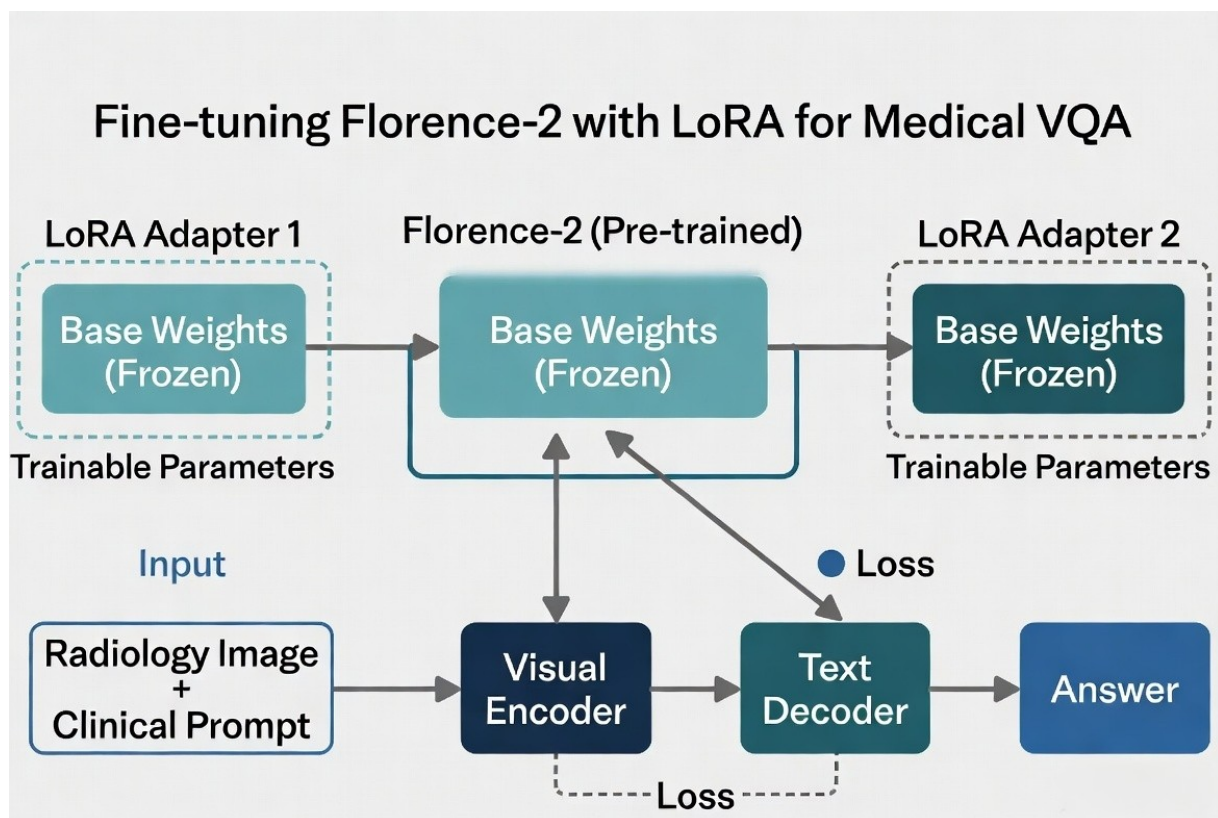 Fine-tuning Florence-2 with LoRA for Medical VQA
LoRA Adapter 1
Base Weights
(Frozen)
Trainable Parameters
Florence-2 (Pre-trained)
Base Weights
(Frozen)
LoRA Adapter 2
Base Weights
(Frozen)
Trainable Parameters
Input
Loss
Radiology Image
+
Clinical Prompt
Visual
Encoder
Text
Decoder
Answer
Loss